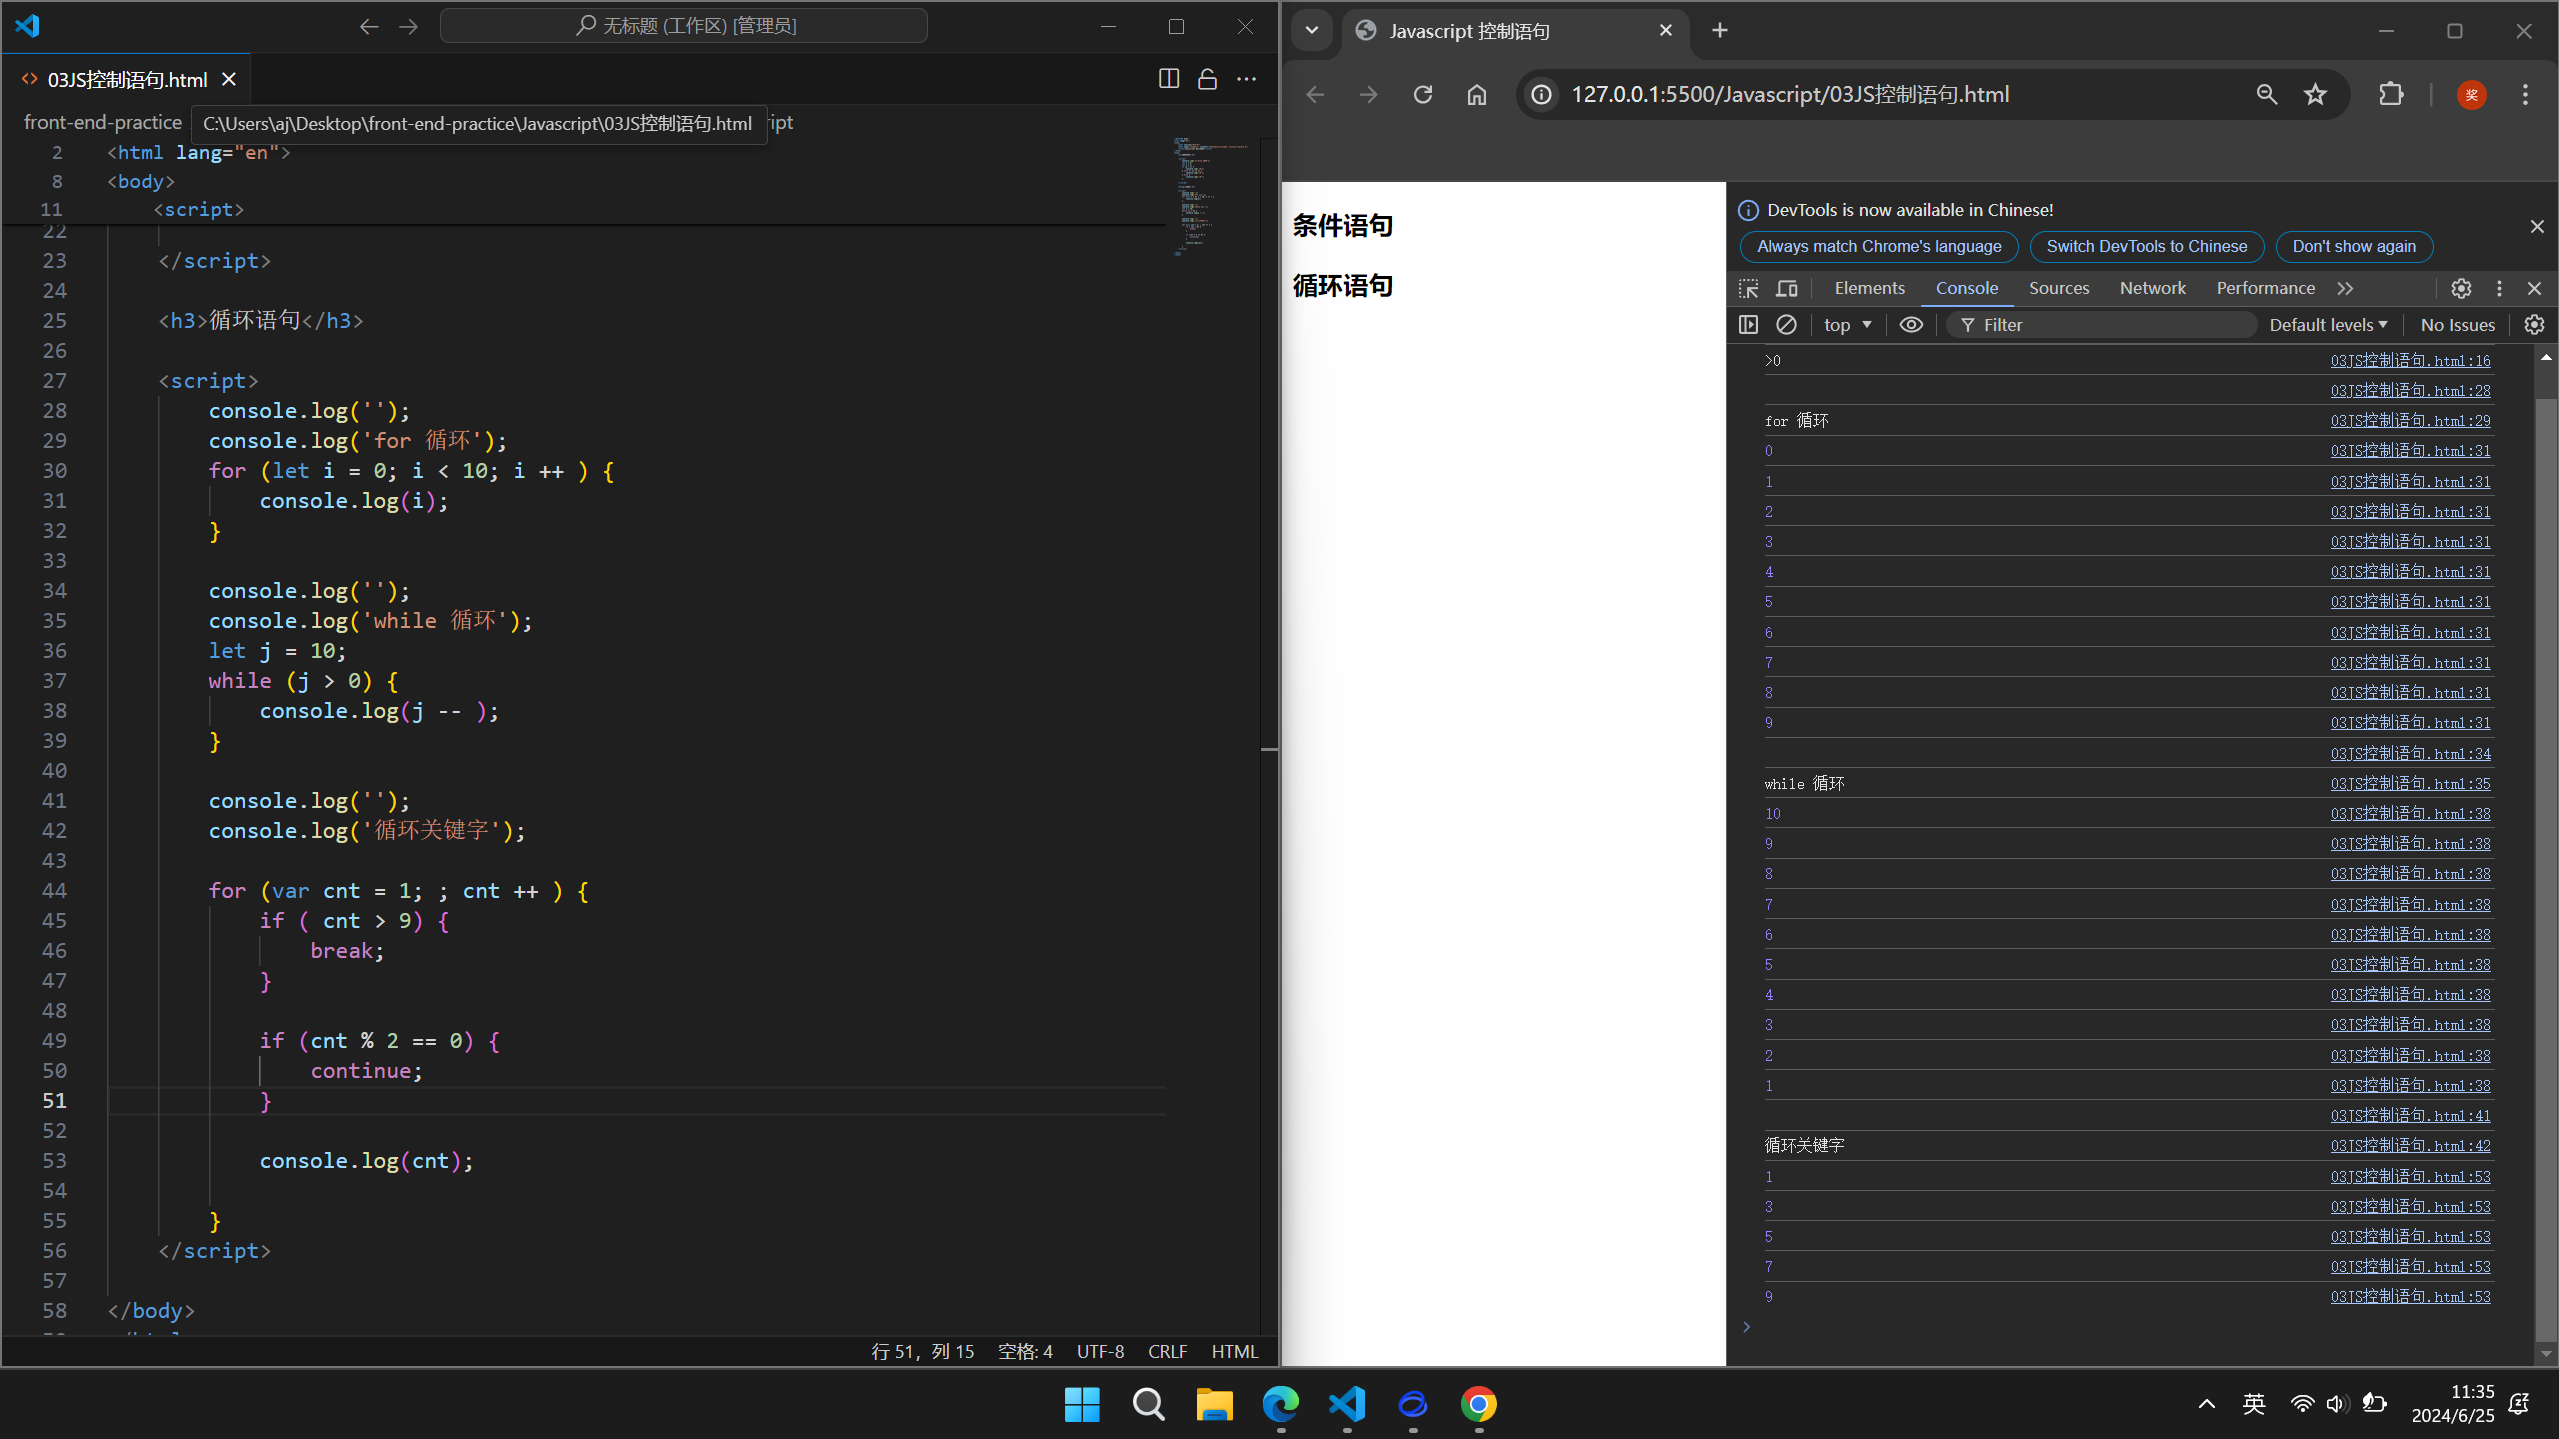 无标题 (工作区) [管理员]
03JS控制语句.html
front-end-practice
C:\Users\aj\Desktop\front-end-practice\Javascript\03JS控制语句.html
ript
2 <html lang="en">
8 <body>
11 <script>
22
23 </script>
24
25 <h3>循环语句</h3>
26
27 <script>
28 console.log('');
29 console.log('for 循环');
30 for (let i = 0; i < 10; i ++ ) {
31 console.log(i);
32 }
33
34 console.log('');
35 console.log('while 循环');
36 let j = 10;
37 while (j > 0) {
38 console.log(j -- );
39 }
40
41 console.log('');
42 console.log('循环关键字');
43
44 for (var cnt = 1; ; cnt ++ ) {
45 if ( cnt > 9) {
46 break;
47 }
48
49 if (cnt % 2 == 0) {
50 continue;
51 }
52
53 console.log(cnt);
54
55 }
56 </script>
57
58 </body>
行 51，列 15 空格: 4 UTF-8 CRLF HTML
Javascript 控制语句
127.0.0.1:5500/Javascript/03JS控制语句.html
奖
条件语句
循环语句
DevTools is now available in Chinese!
Always match Chrome's language Switch DevTools to Chinese Don't show again
Elements Console Sources Network Performance
top Filter Default levels No Issues
>0 03JS控制语句.html:16
03JS控制语句.html:28
for 循环 03JS控制语句.html:29
0 03JS控制语句.html:31
1 03JS控制语句.html:31
2 03JS控制语句.html:31
3 03JS控制语句.html:31
4 03JS控制语句.html:31
5 03JS控制语句.html:31
6 03JS控制语句.html:31
7 03JS控制语句.html:31
8 03JS控制语句.html:31
9 03JS控制语句.html:31
03JS控制语句.html:34
while 循环 03JS控制语句.html:35
10 03JS控制语句.html:38
9 03JS控制语句.html:38
8 03JS控制语句.html:38
7 03JS控制语句.html:38
6 03JS控制语句.html:38
5 03JS控制语句.html:38
4 03JS控制语句.html:38
3 03JS控制语句.html:38
2 03JS控制语句.html:38
1 03JS控制语句.html:38
03JS控制语句.html:41
循环关键字 03JS控制语句.html:42
1 03JS控制语句.html:53
3 03JS控制语句.html:53
5 03JS控制语句.html:53
7 03JS控制语句.html:53
9 03JS控制语句.html:53
英
11:35
2024/6/25